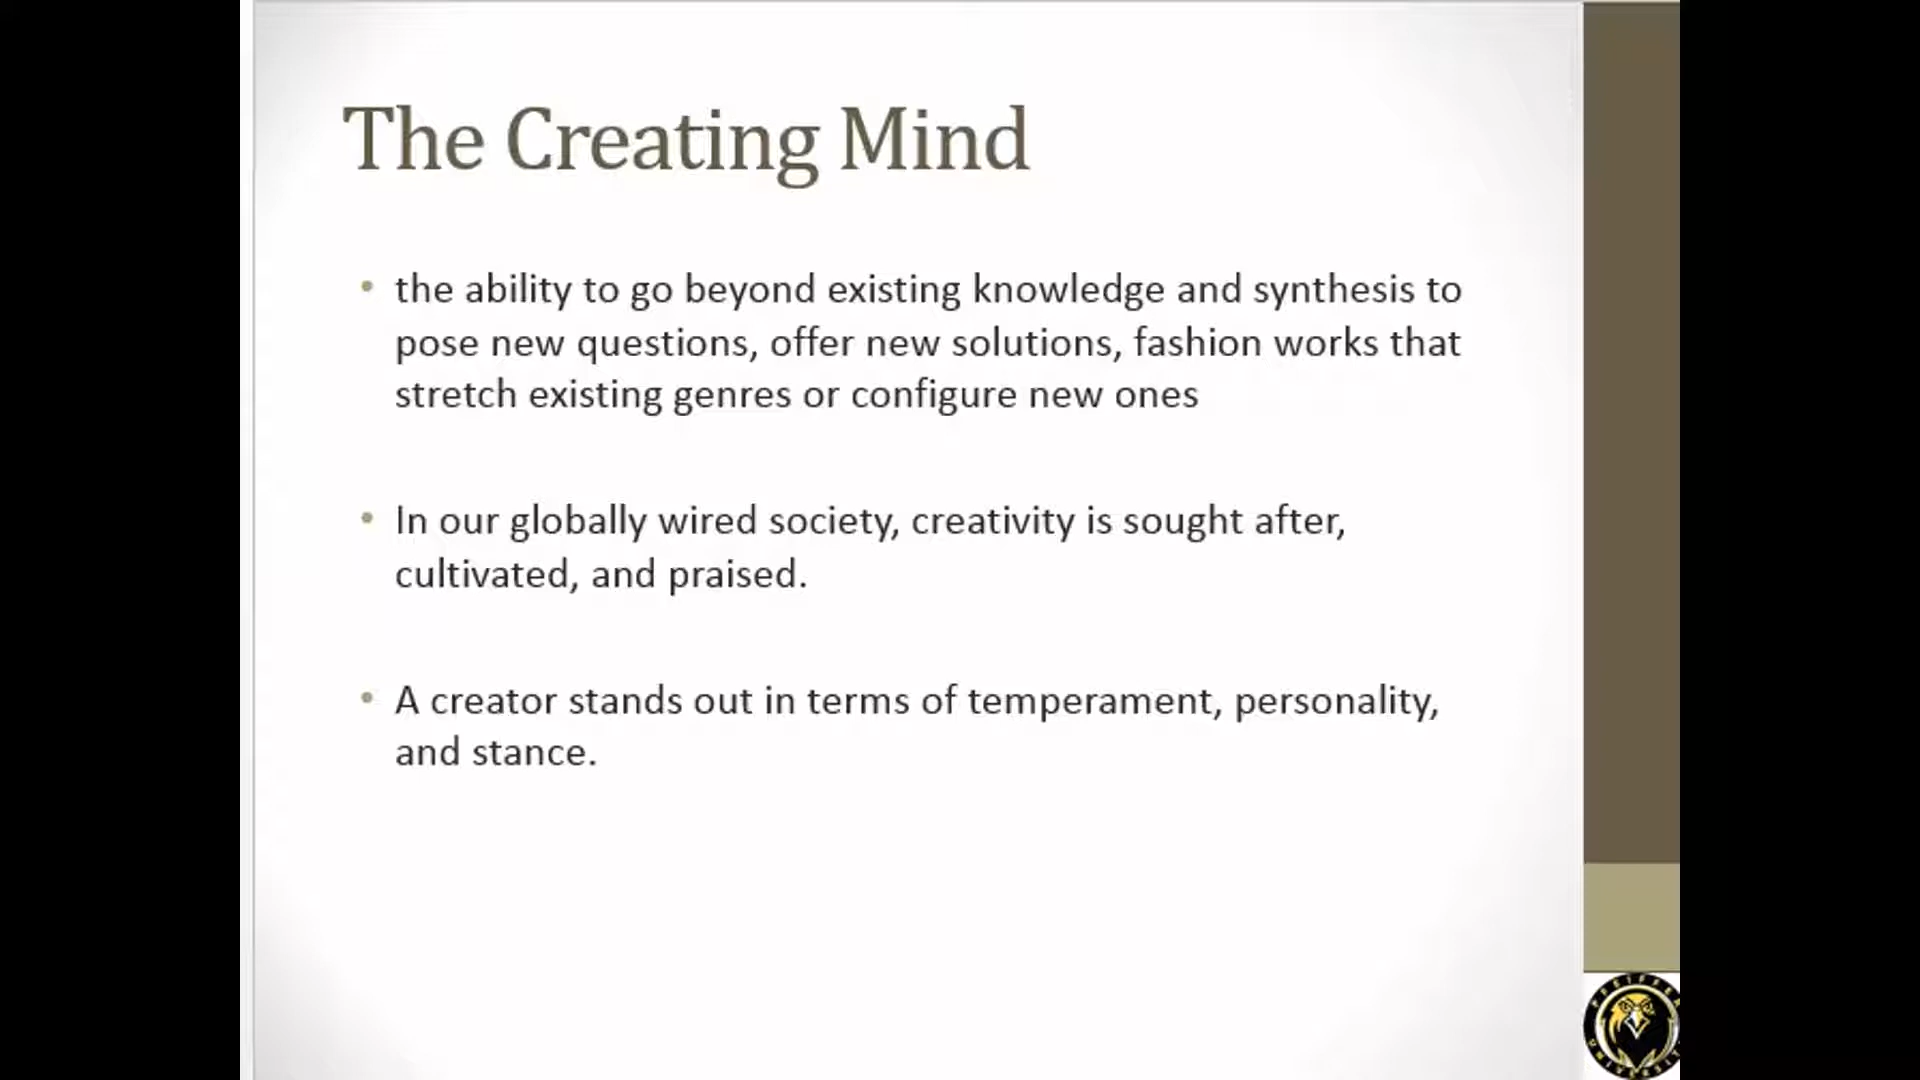 The Creating Mind
• the ability to go beyond existing knowledge and synthesis to
pose new questions, offer new solutions, fashion works that
stretch existing genres or configure new ones
• In our globally wired society, creativity is sought after,
cultivated, and praised.
• A creator stands out in terms of temperament, personality,
and stance.
PFEIFFER
UNIVERSITY